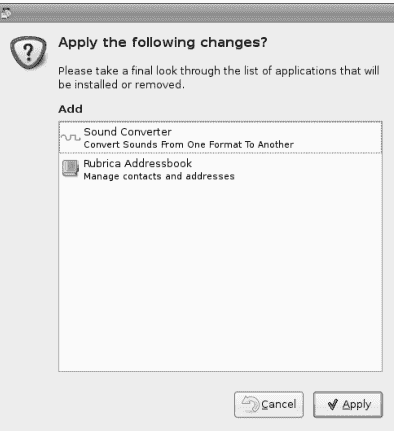 Apply the following changes?
Please take a final look through the list of applications that will
be installed or removed.
Add
Sound Converter
Convert Sounds From One Format To Another
Rubrica Addressbook
Manage contacts and addresses
Cancel
Apply